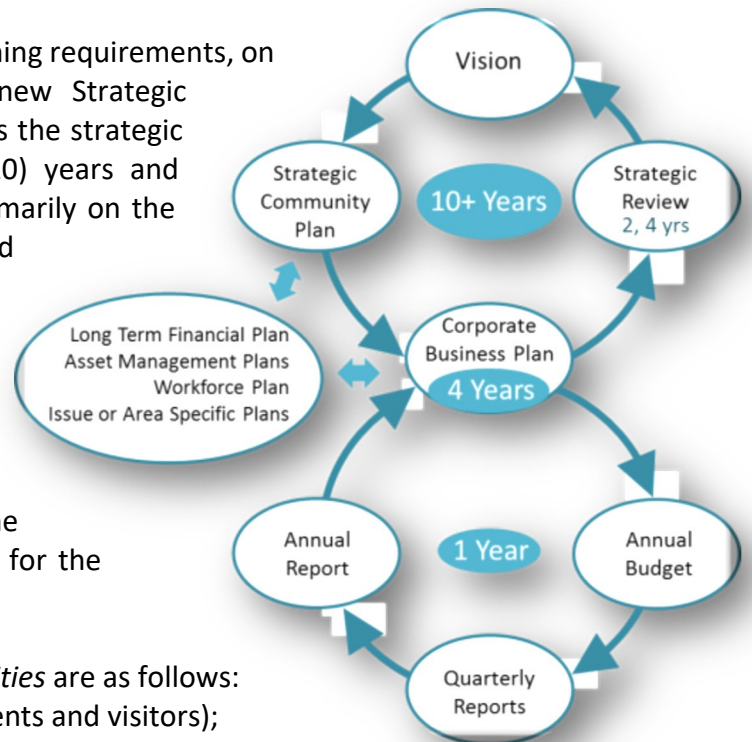 ning requirements, on
new Strategic
s the strategic
0) years and
marily on the
d
ne
for the
ities are as follows:
ents and visitors);
Vision
Strategic
Community
Plan
10+ Years
Strategic
Review
2, 4 yrs
Long Term Financial Plan
Asset Management Plans
Workforce Plan
Issue or Area Specific Plans
Corporate
Business Plan
4 Years
Annual
Report
1 Year
Annual
Budget
Quarterly
Reports